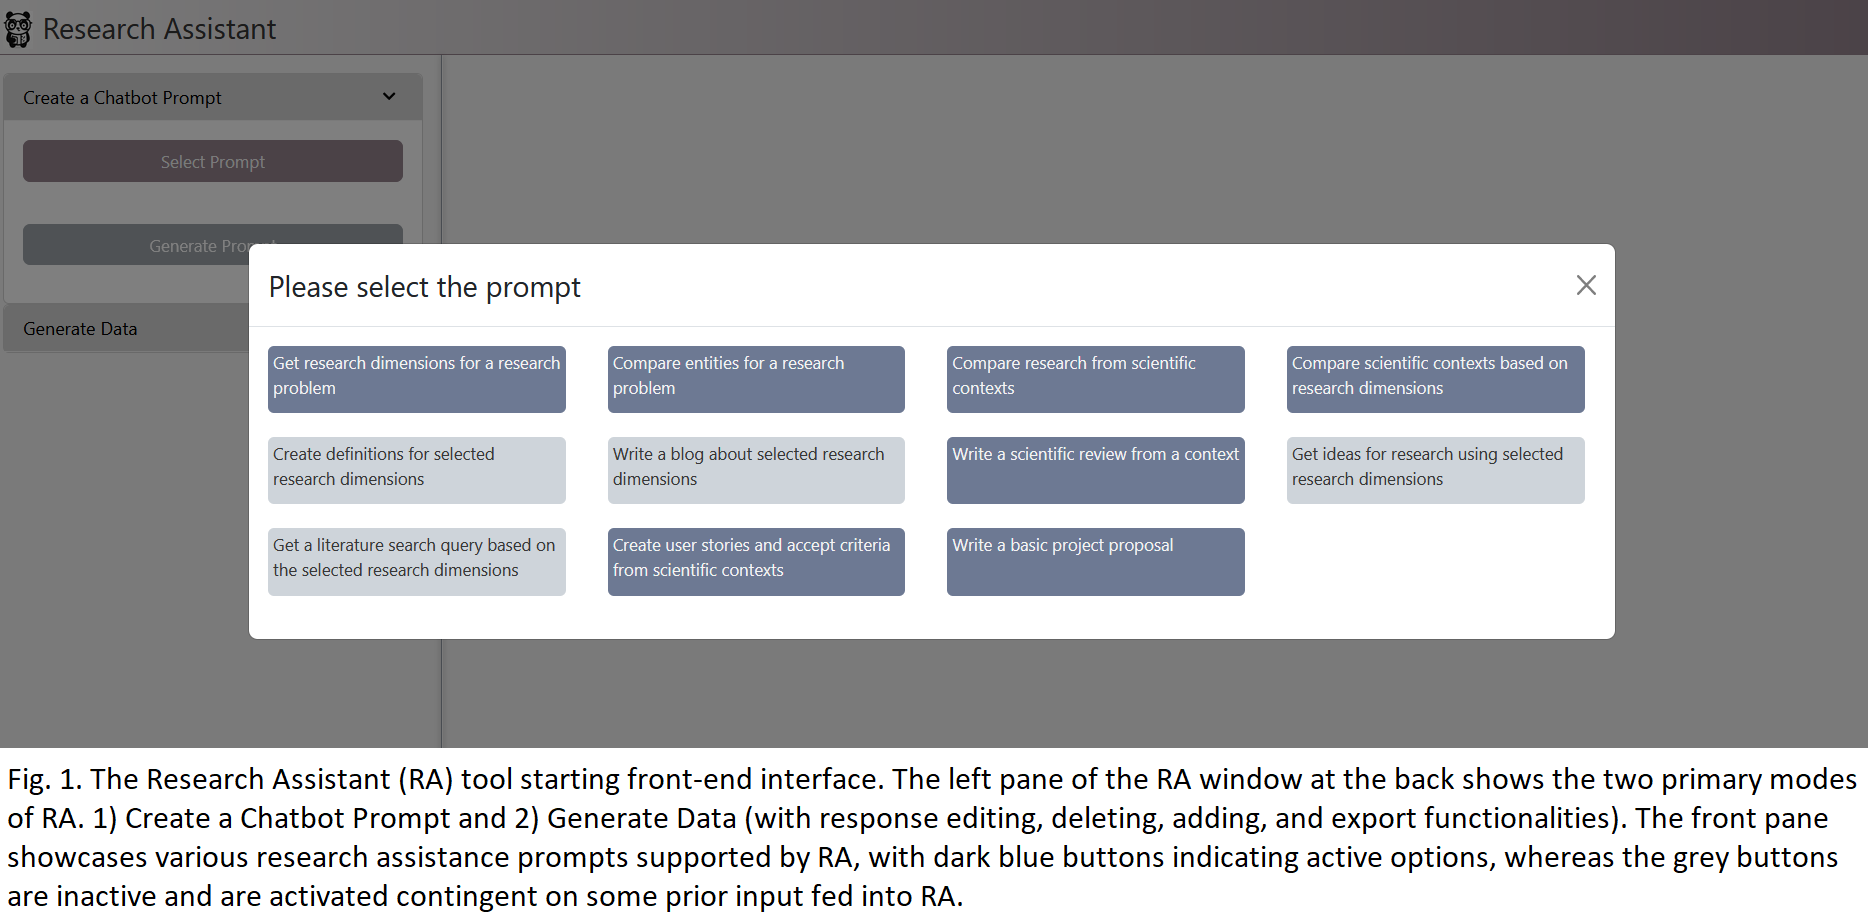 Research Assistant
Create a Chatbot Prompt
Select Prompt
Generate Prompt
Generate Data
Please select the prompt
Get research dimensions for a research
problem
Compare entities for a research
problem
Compare research from scientific
contexts
Compare scientific contexts based on
research dimensions
Create definitions for selected
research dimensions
Write a blog about selected research
dimensions
Write a scientific review from a context
Get ideas for research using selected
research dimensions
Get a literature search query based on
the selected research dimensions
Create user stories and accept criteria
from scientific contexts
Write a basic project proposal
Fig. 1. The Research Assistant (RA) tool starting front-end interface. The left pane of the RA window at the back shows the two primary modes
of RA. 1) Create a Chatbot Prompt and 2) Generate Data (with response editing, deleting, adding, and export functionalities). The front pane
showcases various research assistance prompts supported by RA, with dark blue buttons indicating active options, whereas the grey buttons
are inactive and are activated contingent on some prior input fed into RA.